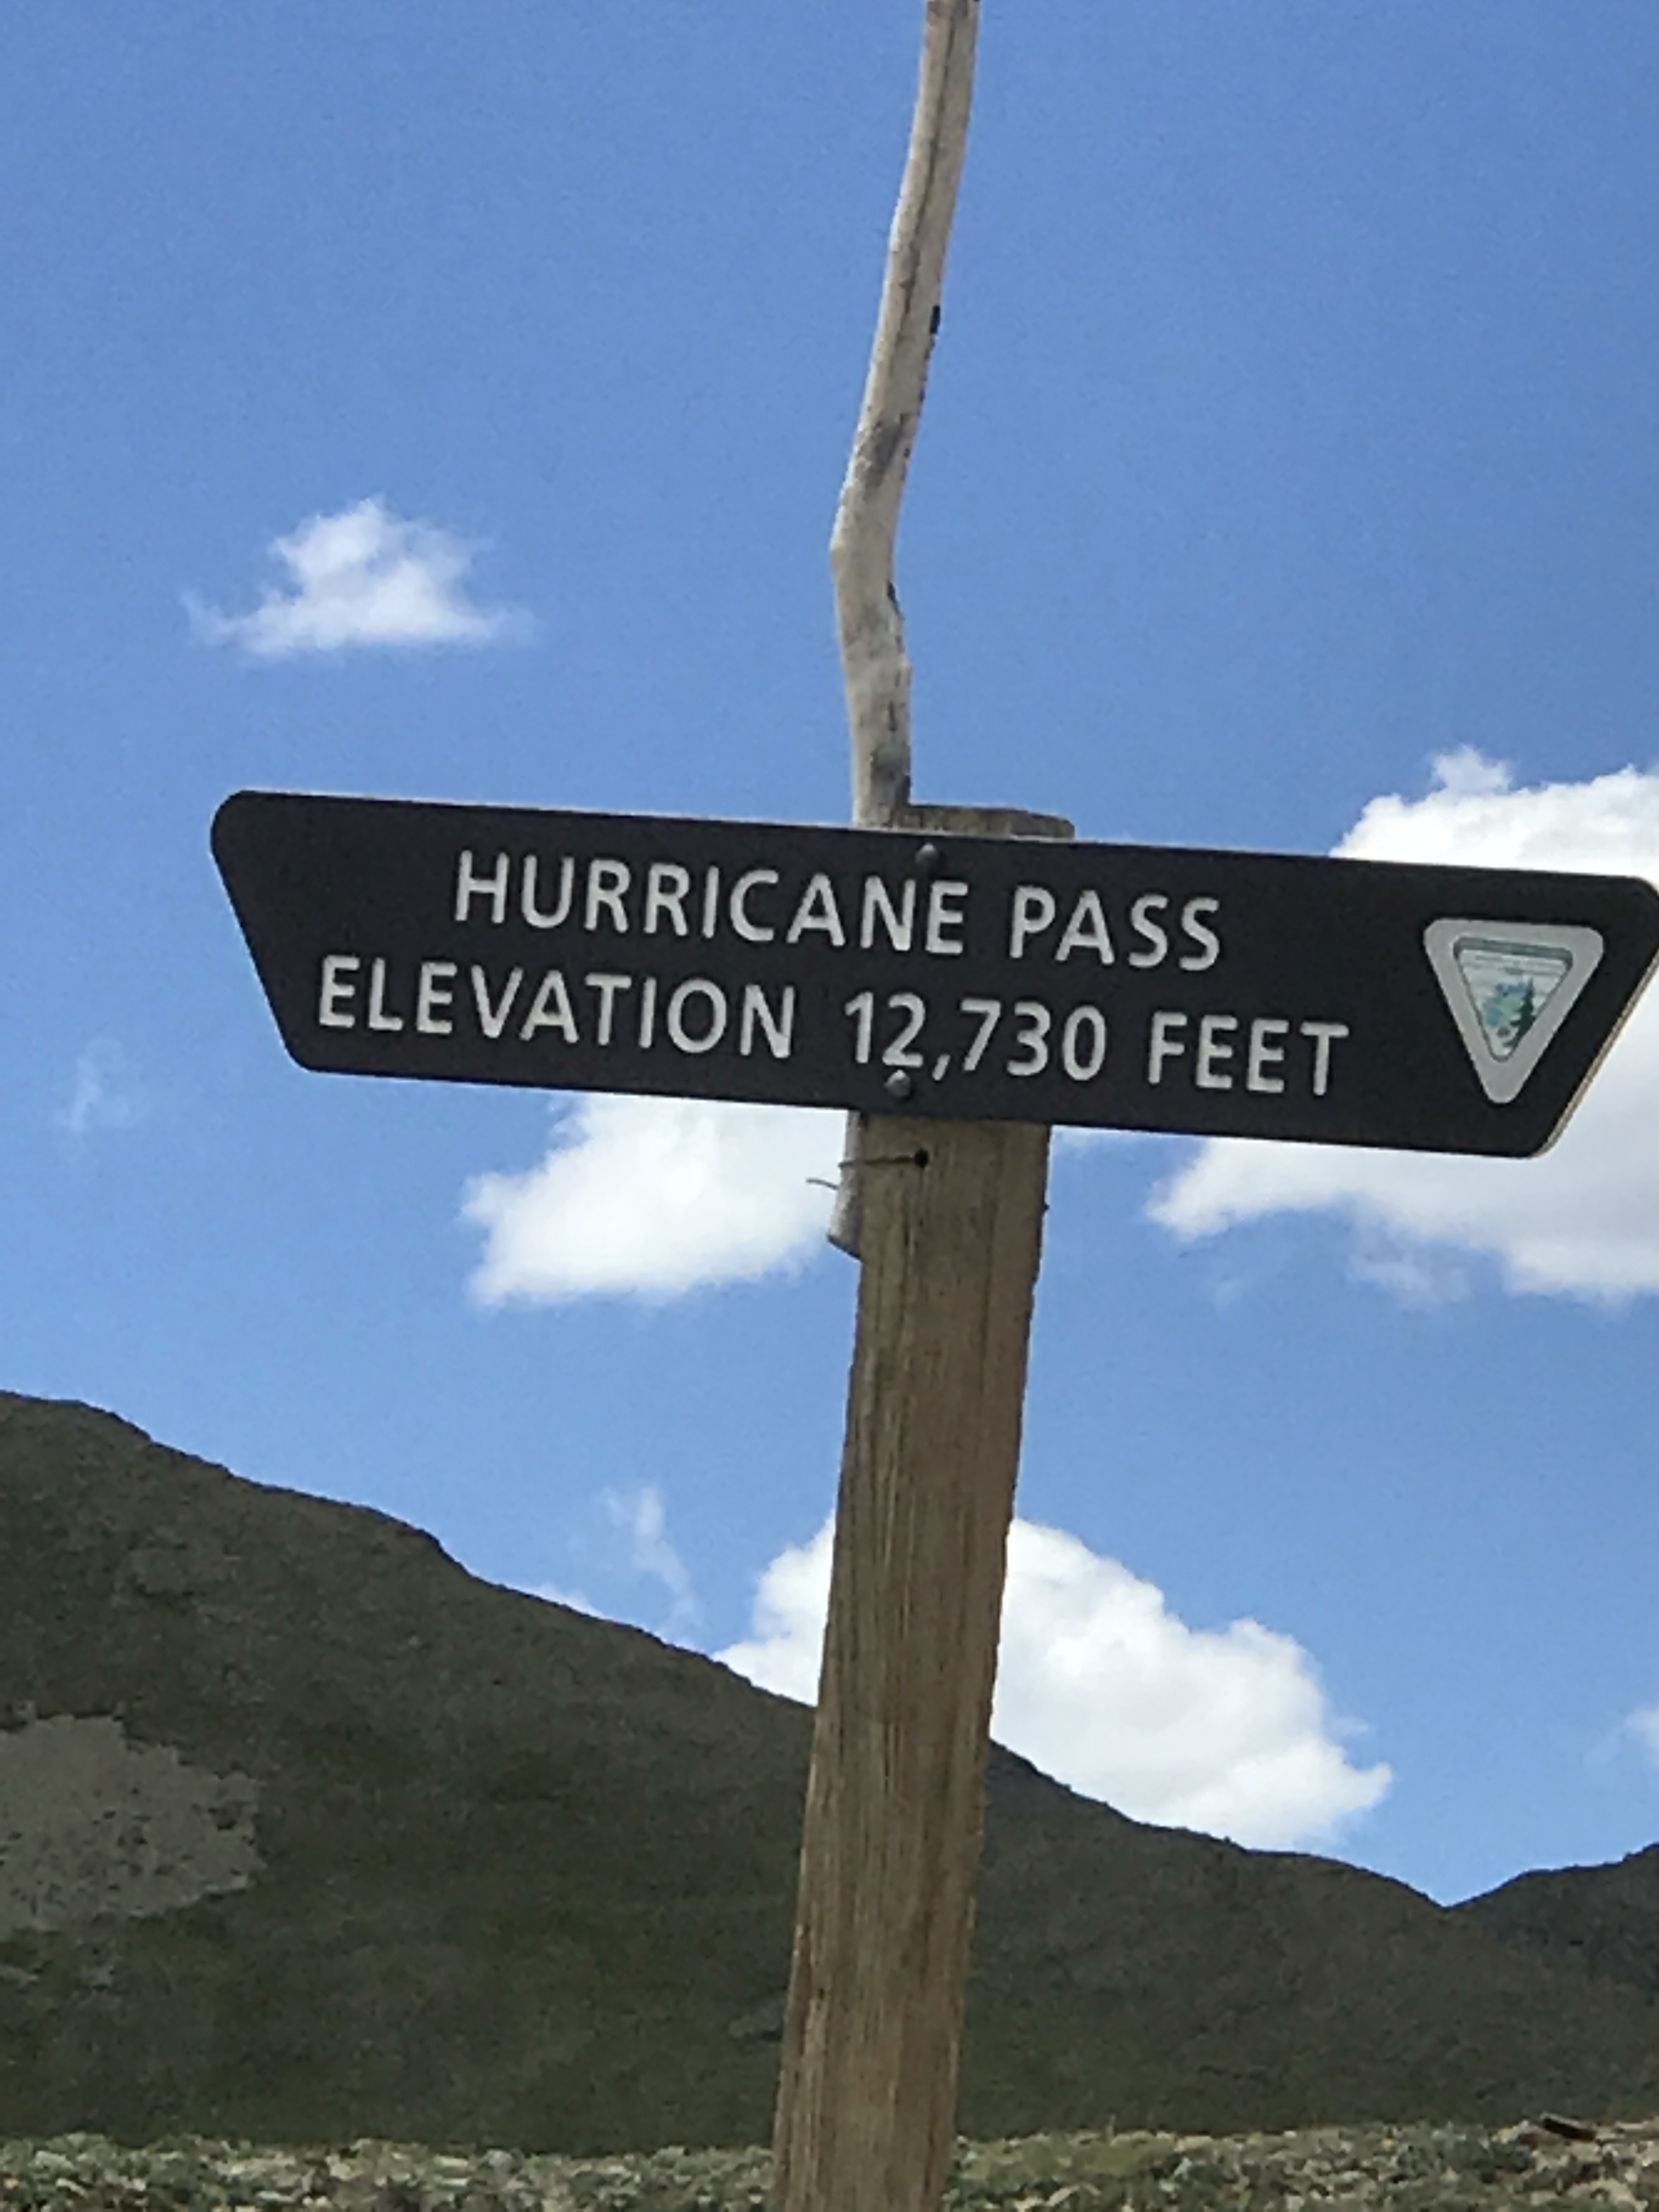 HURRICANE PASS
ELEVATION 12,730 FEET